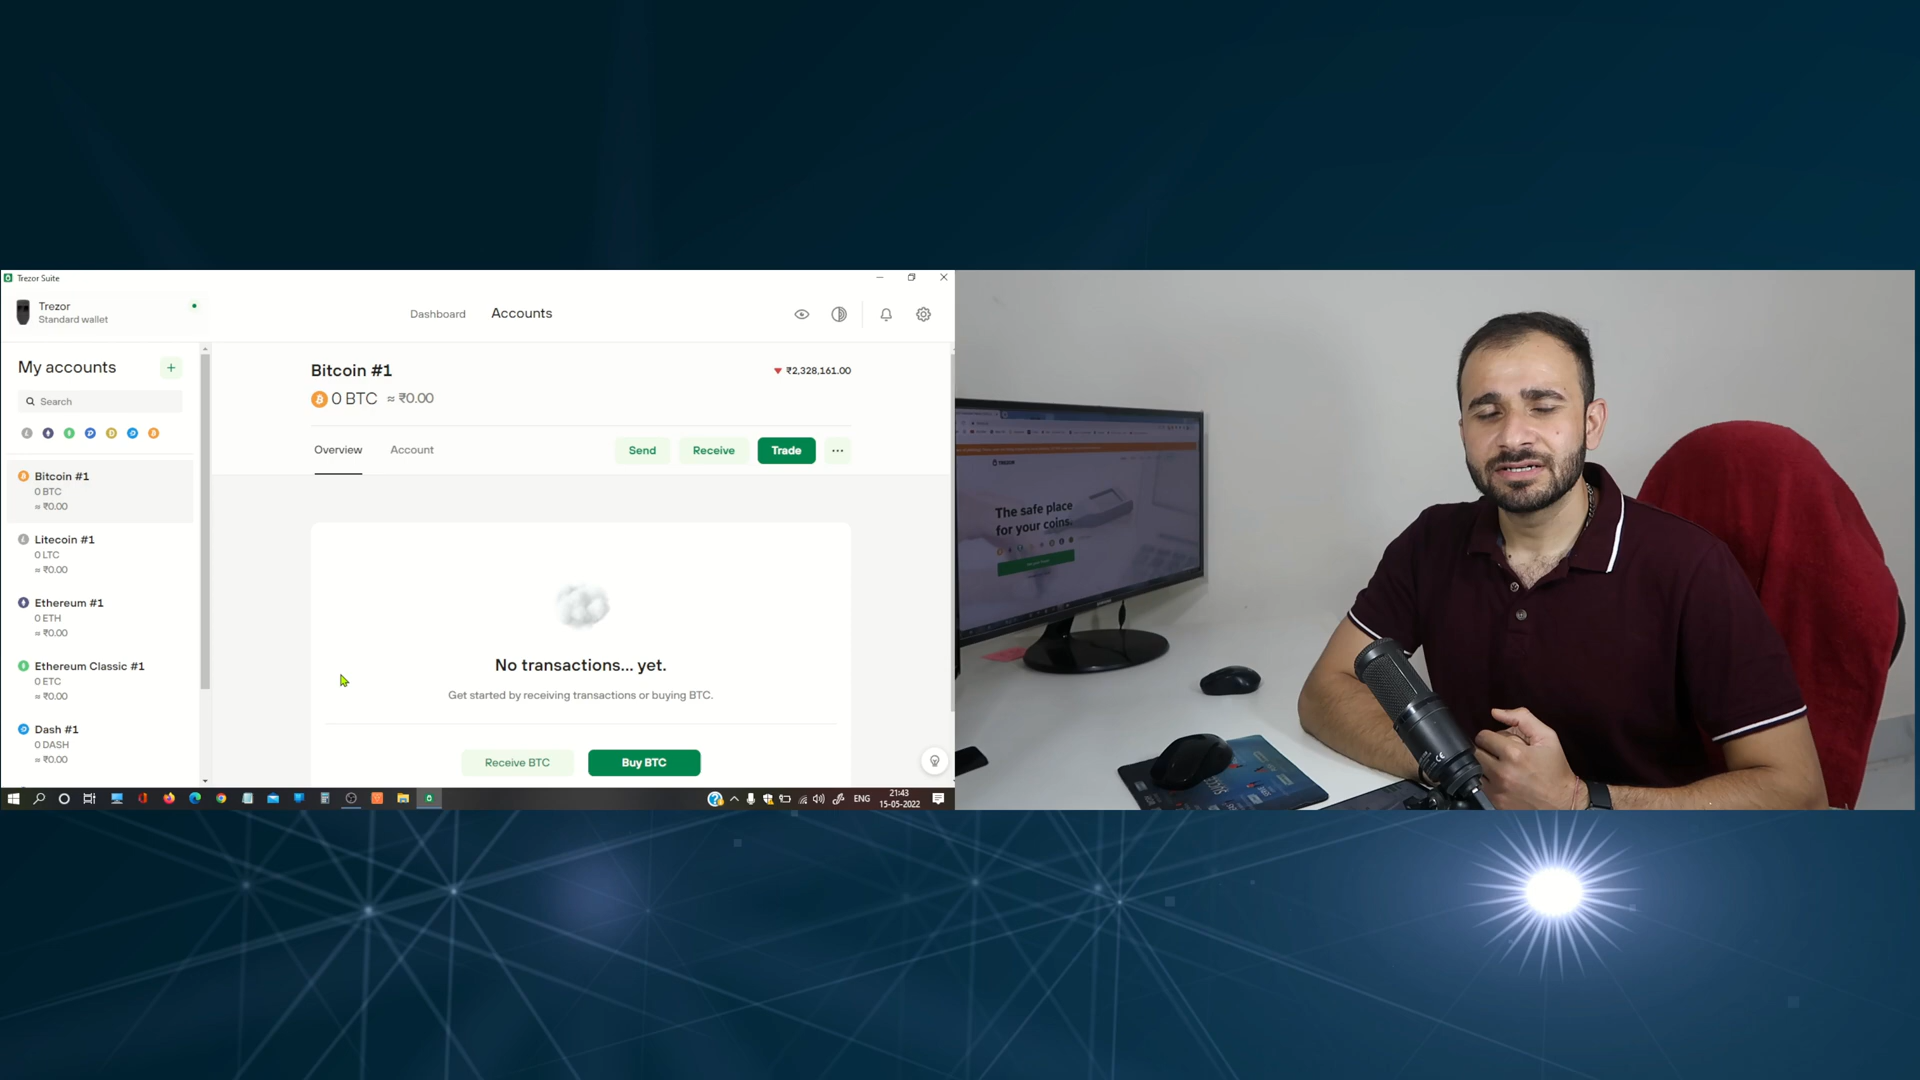 Trezor Suite
Trezor
Standard wallet
Dashboard
Accounts
My accounts
+
Search
Bitcoin #1
0 BTC
≈ ₹0.00
Litecoin #1
0 LTC
≈ ₹0.00
Ethereum #1
0 ETH
≈ ₹0.00
Ethereum Classic #1
0 ETC
≈ ₹0.00
Dash #1
0 DASH
≈ ₹0.00
Bitcoin #1
₹2,328,161.00
0 BTC ≈ ₹0.00
Overview
Account
Send
Receive
Trade
...
No transactions... yet.
Get started by receiving transactions or buying BTC.
Receive BTC
Buy BTC
ENG
21:43
15-05-2022
TREZOR
The safe place
for your coins.